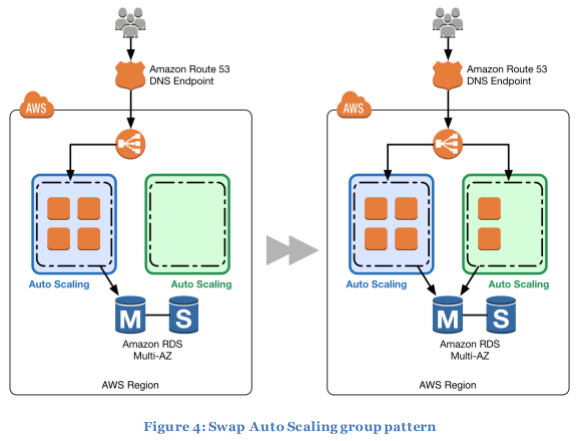 Amazon Route 53
DNS Endpoint
AWS
Auto Scaling
Auto Scaling
M
S
Amazon RDS
Multi-AZ
AWS Region
Amazon Route 53
DNS Endpoint
AWS
Auto Scaling
Auto Scaling
M
S
Amazon RDS
Multi-AZ
AWS Region
Figure 4: Swap Auto Scaling group pattern